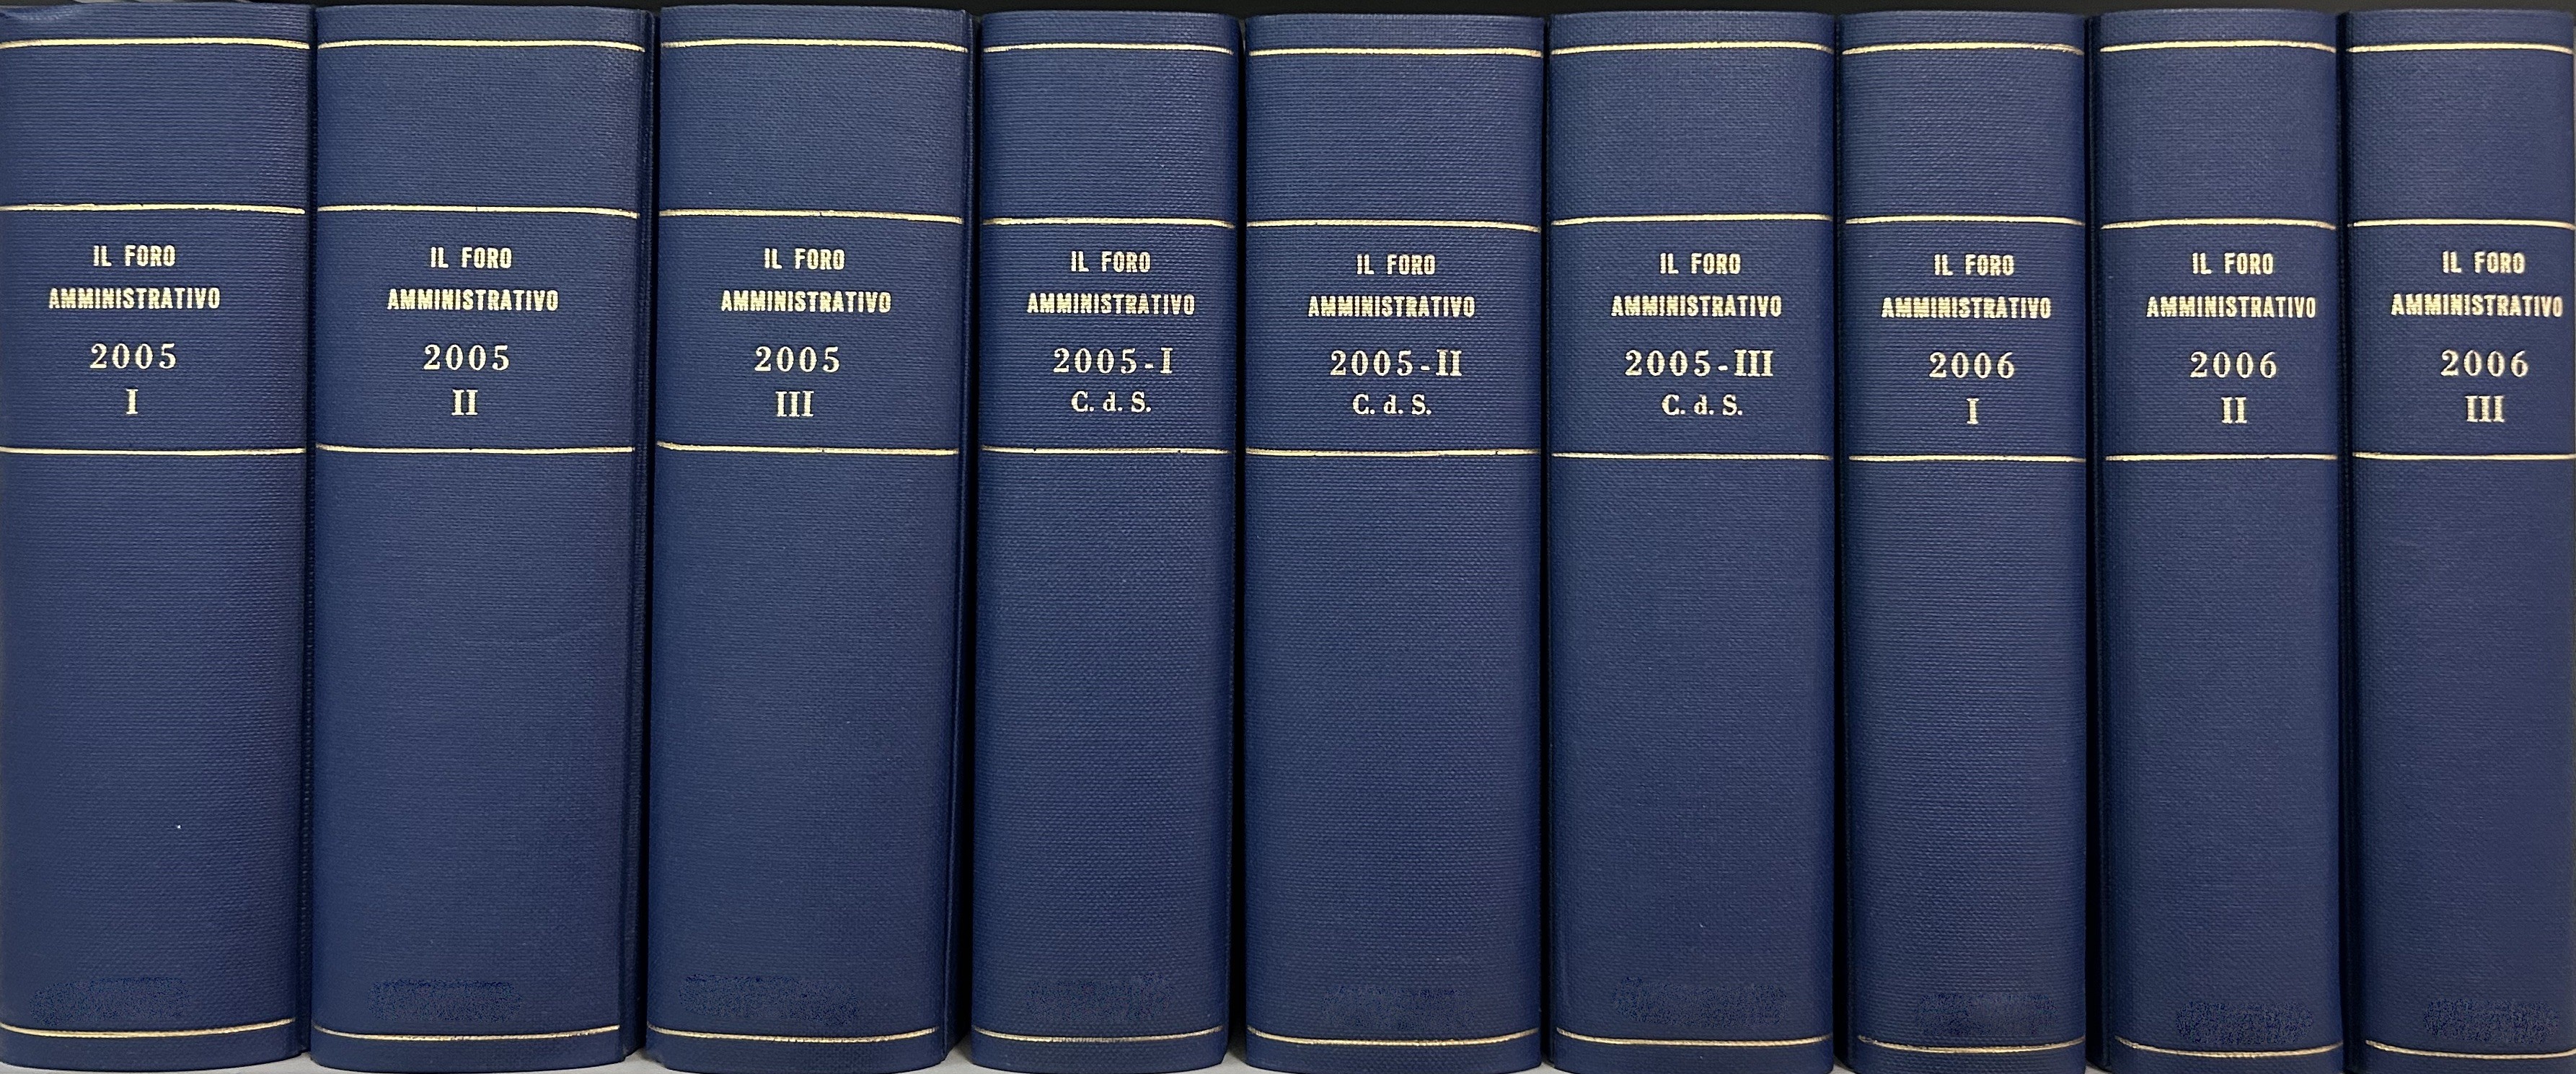 IL FORO
AMMINISTRATIVO
2005
I
IL FORO
AMMINISTRATIVO
2005
II
IL FORO
AMMINISTRATIVO
2005
III
IL FORO
AMMINISTRATIVO
2005-I
C. d. S.
IL FORO
AMMINISTRATIVO
2005-II
C. d. S.
IL FORO
AMMINISTRATIVO
2005-III
C. d. S.
IL FORO
AMMINISTRATIVO
2006
I
IL FORO
AMMINISTRATIVO
2006
II
IL FORO
AMMINISTRATIVO
2006
III